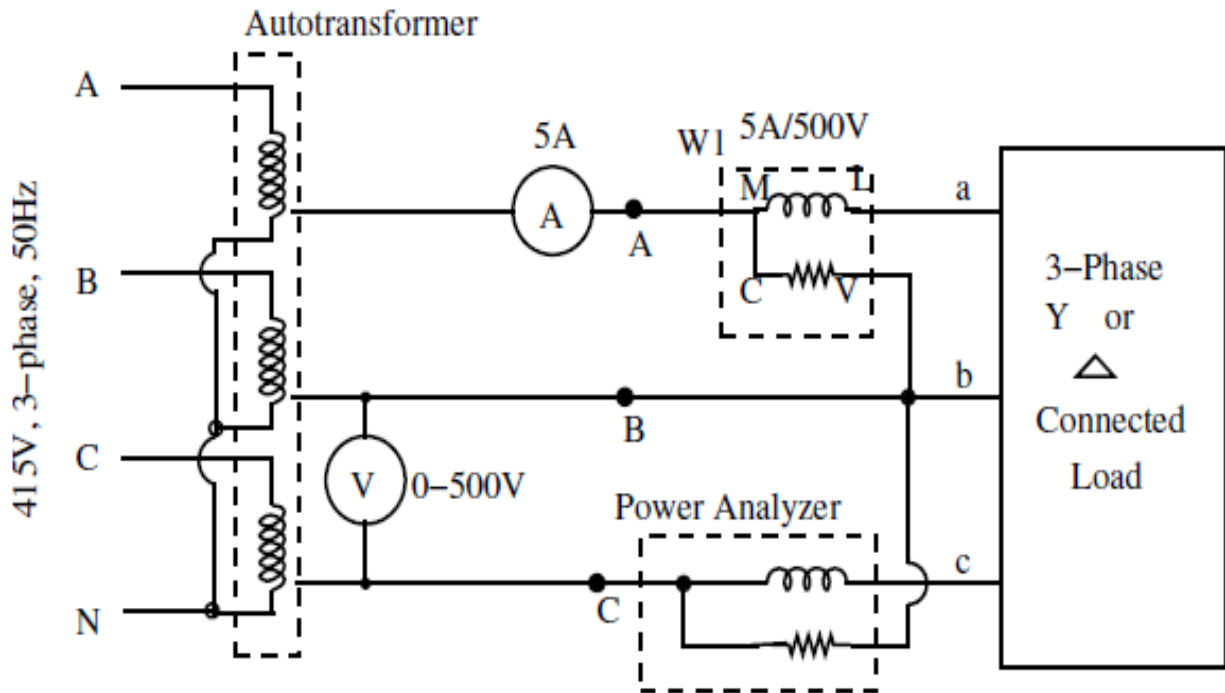 Autotransformer
415V, 3-phase, 50Hz
A
B
C
N
5A
A
A
W1
5A/500V
M
L
C
V
a
B
b
V
0-500V
Power Analyzer
C
c
3-Phase
Y or
Connected
Load